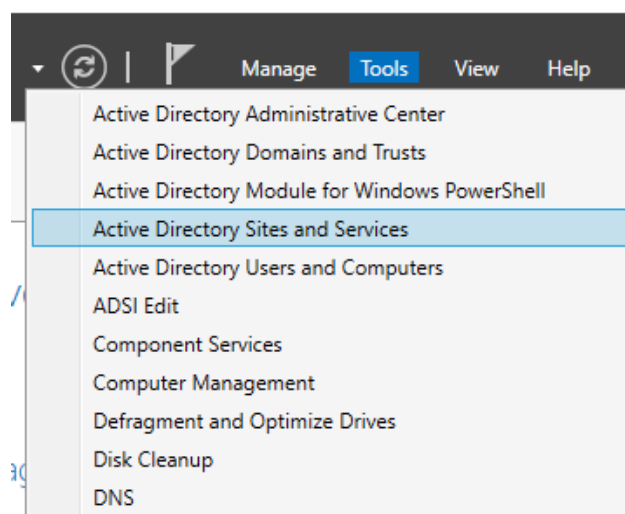 Manage Tools View Help
Active Directory Administrative Center
Active Directory Domains and Trusts
Active Directory Module for Windows PowerShell
Active Directory Sites and Services
Active Directory Users and Computers
ADSI Edit
Component Services
Computer Management
Defragment and Optimize Drives
Disk Cleanup
DNS